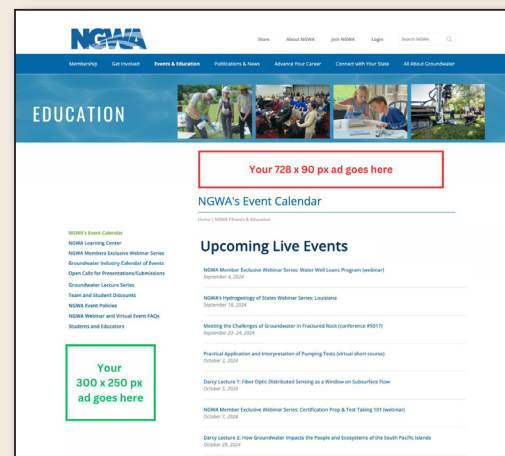 NGWA
Store About NGWA Join NGWA Login Search NGWA
Membership Get Involved Events & Education Publications & News Advance Your Career Connect with Your State All About Groundwater
EDUCATION
Your 728 x 90 px ad goes here
NGWA's Event Calendar
Home | NGWA | Events & Education
NGWA's Event Calendar
NGWA Learning Center
NGWA Members Exclusive Webinar Series
Groundwater Industry Calendar of Events
Open Calls for Presentations/Submissions
Groundwater Lecture Series
Team and Student Discounts
NGWA Event Policies
NGWA Webinar and Virtual Event FAQs
Students and Educators
Your
300 x 250 px
ad goes here
Upcoming Live Events
NGWA Member Exclusive Webinar Series: Water Well Loans Program (webinar)
September 4, 2024
NGWA's Hydrogeology of States Webinar Series: Louisiana
September 18, 2024
Meeting the Challenges of Groundwater in Fractured Rock (conference #5017)
September 23-24, 2024
Practical Application and Interpretation of Pumping Tests (virtual short course)
October 2, 2024
Darcy Lecture 1: Fiber Optic Distributed Sensing as a Window on Subsurface Flow
October 3, 2024
NGWA Member Exclusive Webinar Series: Certification Prep & Test Taking 101 (webinar)
October 7, 2024
Darcy Lecture 2: How Groundwater Impacts the People and Ecosystems of the South Pacific Islands
October 29, 2024